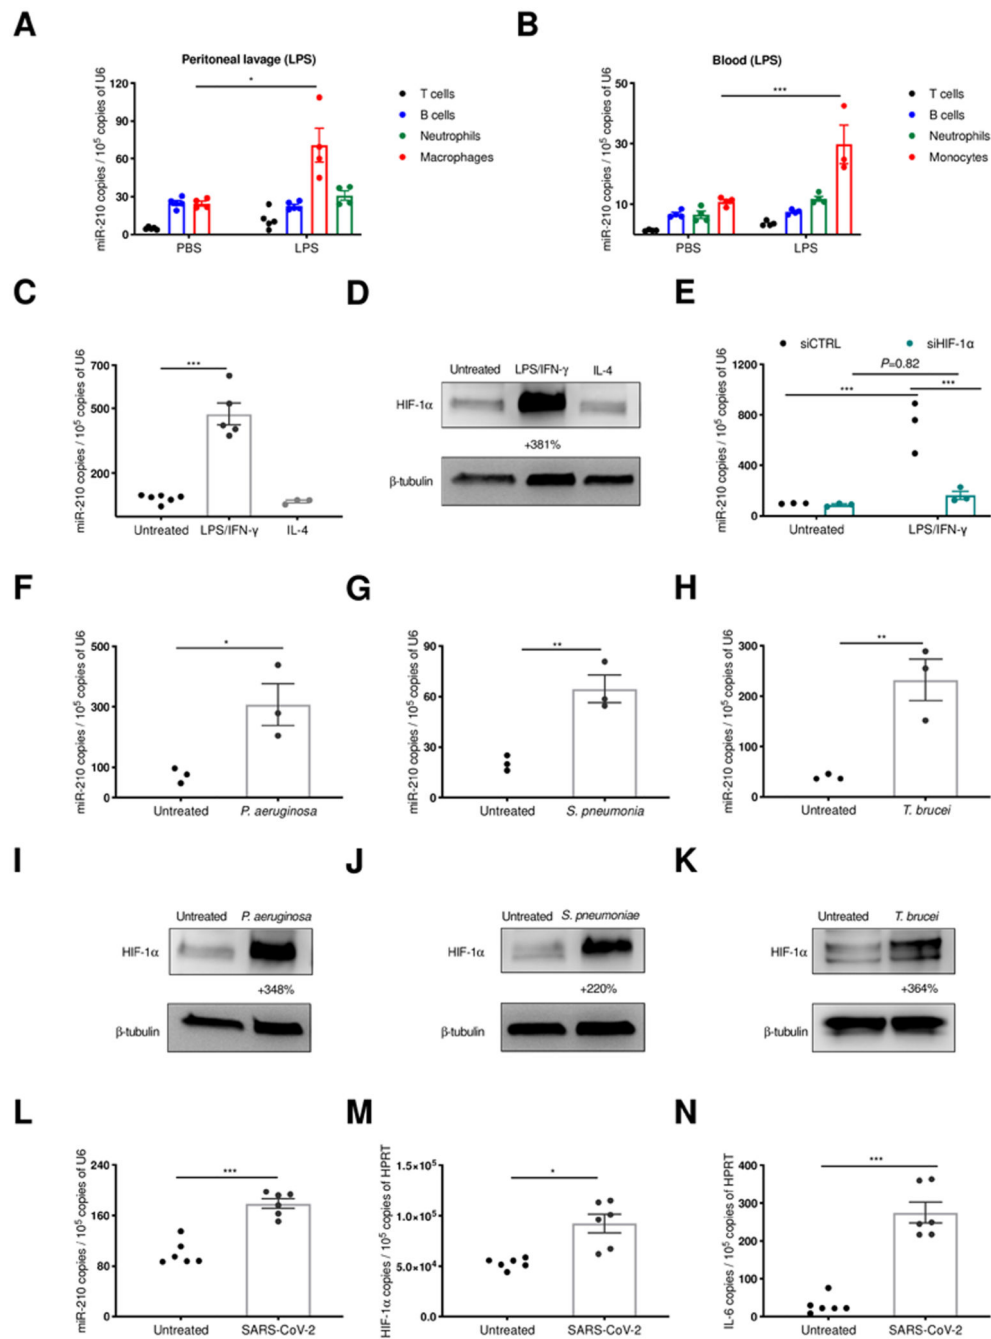 A
Peritoneal lavage (LPS)
miR-210 copies / 10⁵ copies of U6
120
90
60
30
0
*
PBS
LPS
T cells
B cells
Neutrophils
Macrophages
B
Blood (LPS)
miR-210 copies / 10⁵ copies of U6
50
30
10
***
PBS
LPS
T cells
B cells
Neutrophils
Monocytes
C
miR-210 copies / 10⁵ copies of U6
700
500
200
***
Untreated
LPS/IFN-γ
IL-4
D
Untreated LPS/IFN-γ IL-4
HIF-1α
+381%
β-tubulin
E
siCTRL
siHIF-1α
miR-210 copies / 10⁵ copies of U6
1200
800
400
0
P=0.82
***
***
Untreated
LPS/IFN-γ
F
miR-210 copies / 10⁵ copies of U6
500
300
100
0
*
Untreated
P. aeruginosa
G
miR-210 copies / 10⁵ copies of U6
90
60
30
0
**
Untreated
S. pneumonia
H
miR-210 copies / 10⁵ copies of U6
300
200
100
0
**
Untreated
T. brucei
I
Untreated P. aeruginosa
HIF-1α
+348%
β-tubulin
J
Untreated S. pneumoniae
HIF-1α
+220%
β-tubulin
K
Untreated T. brucei
HIF-1α
+364%
β-tubulin
L
miR-210 copies / 10⁵ copies of U6
240
160
80
0
***
Untreated
SARS-CoV-2
M
HIF-1α copies / 10⁵ copies of HPRT
1.5×10⁵
1.0×10⁵
5.0×10⁴
0.0
*
Untreated
SARS-CoV-2
N
IL-6 copies / 10⁵ copies of HPRT
400
300
200
100
0
***
Untreated
SARS-CoV-2